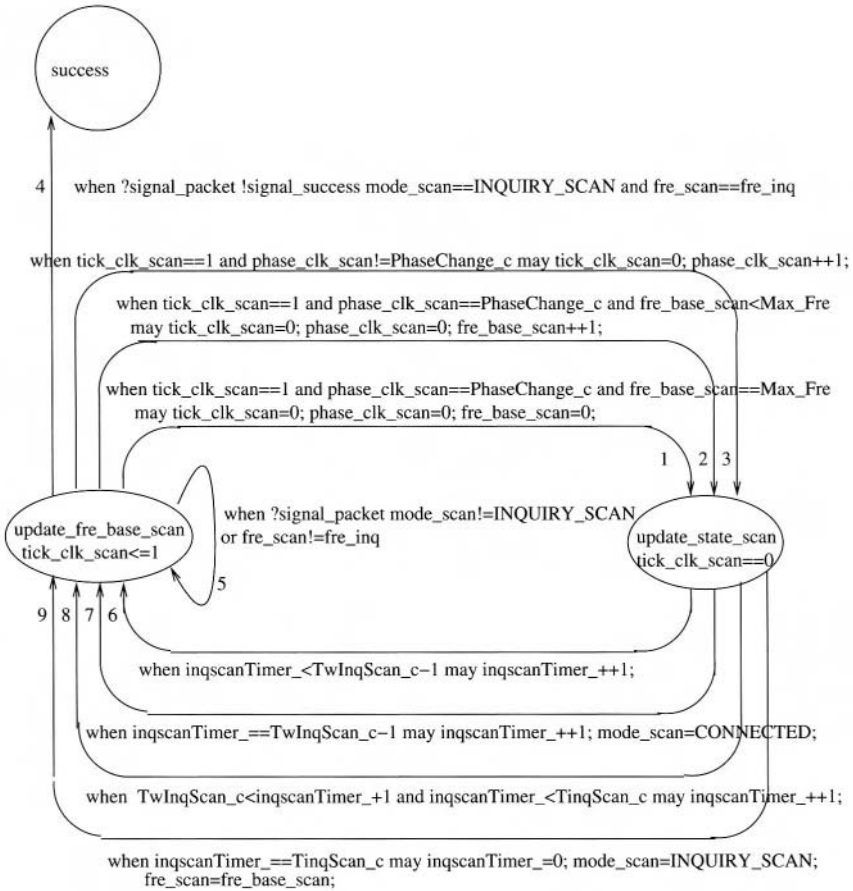 success
4 when ?signal_packet !signal_success mode_scan==INQUIRY_SCAN and fre_scan==fre_inq
when tick_clk_scan==1 and phase_clk_scan!=PhaseChange_c may tick_clk_scan=0; phase_clk_scan++1;
when tick_clk_scan==1 and phase_clk_scan==PhaseChange_c and fre_base_scan<Max_Fre
may tick_clk_scan=0; phase_clk_scan=0; fre_base_scan++1;
when tick_clk_scan==1 and phase_clk_scan==PhaseChange_c and fre_base_scan==Max_Fre
may tick_clk_scan=0; phase_clk_scan=0; fre_base_scan=0;
1 2 3
update_fre_base_scan
tick_clk_scan<=1
when ?signal_packet mode_scan!=INQUIRY_SCAN
or fre_scan!=fre_inq
update_state_scan
tick_clk_scan==0
5
9 8 7 6
when inqscanTimer_<TwInqScan_c−1 may inqscanTimer_++1;
when inqscanTimer_==TwInqScan_c−1 may inqscanTimer_++1; mode_scan=CONNECTED;
when TwInqScan_c<inqscanTimer_+1 and inqscanTimer_<TinqScan_c may inqscanTimer_++1;
when inqscanTimer_==TinqScan_c may inqscanTimer_=0; mode_scan=INQUIRY_SCAN;
fre_scan=fre_base_scan;